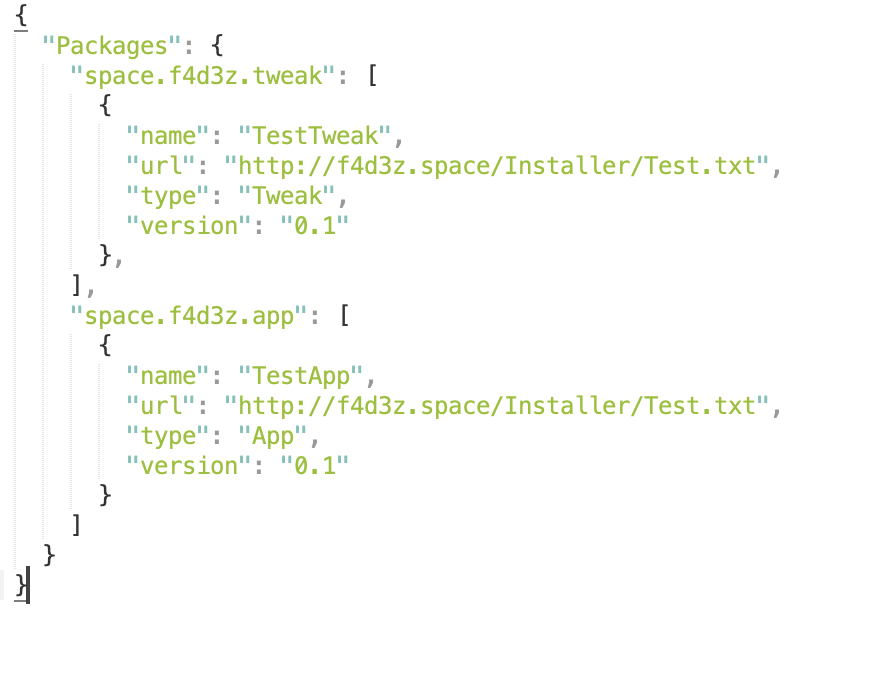 {
  "Packages": {
    "space.f4d3z.tweak": [
      {
        "name": "TestTweak",
        "url": "http://f4d3z.space/Installer/Test.txt",
        "type": "Tweak",
        "version": "0.1"
      },
    ],
    "space.f4d3z.app": [
      {
        "name": "TestApp",
        "url": "http://f4d3z.space/Installer/Test.txt",
        "type": "App",
        "version": "0.1"
      }
    ]
  }
}